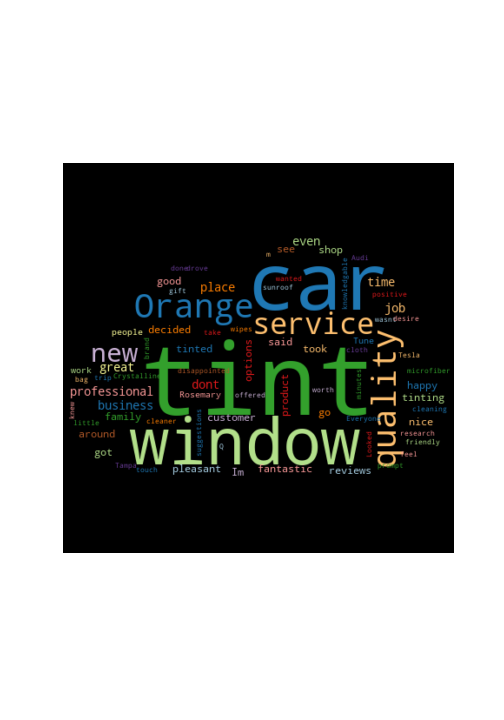 even
see
shop
m
Audi
done
drove
good
wanted
knowledgable
time
gift
place
sunroof
car
positive
Orange
job
wasnt
desire
service
people
decided
take
wipes
said
Tune
brand
tinted
options
took
cloth
quality
Tesla
new
great
tint
work
disappointed
microfiber
bag
trip
Crystalline
dont
product
minutes
happy
cleaning
professional
Rosemary
offered
worth
tinting
knew
business
family
customer
go
Everyone
nice
little
cleaner
suggestions
around
window
looked
research
friendly
got
Q
feel
Tampa
touch
pleasant
Im
fantastic
reviews
prompt